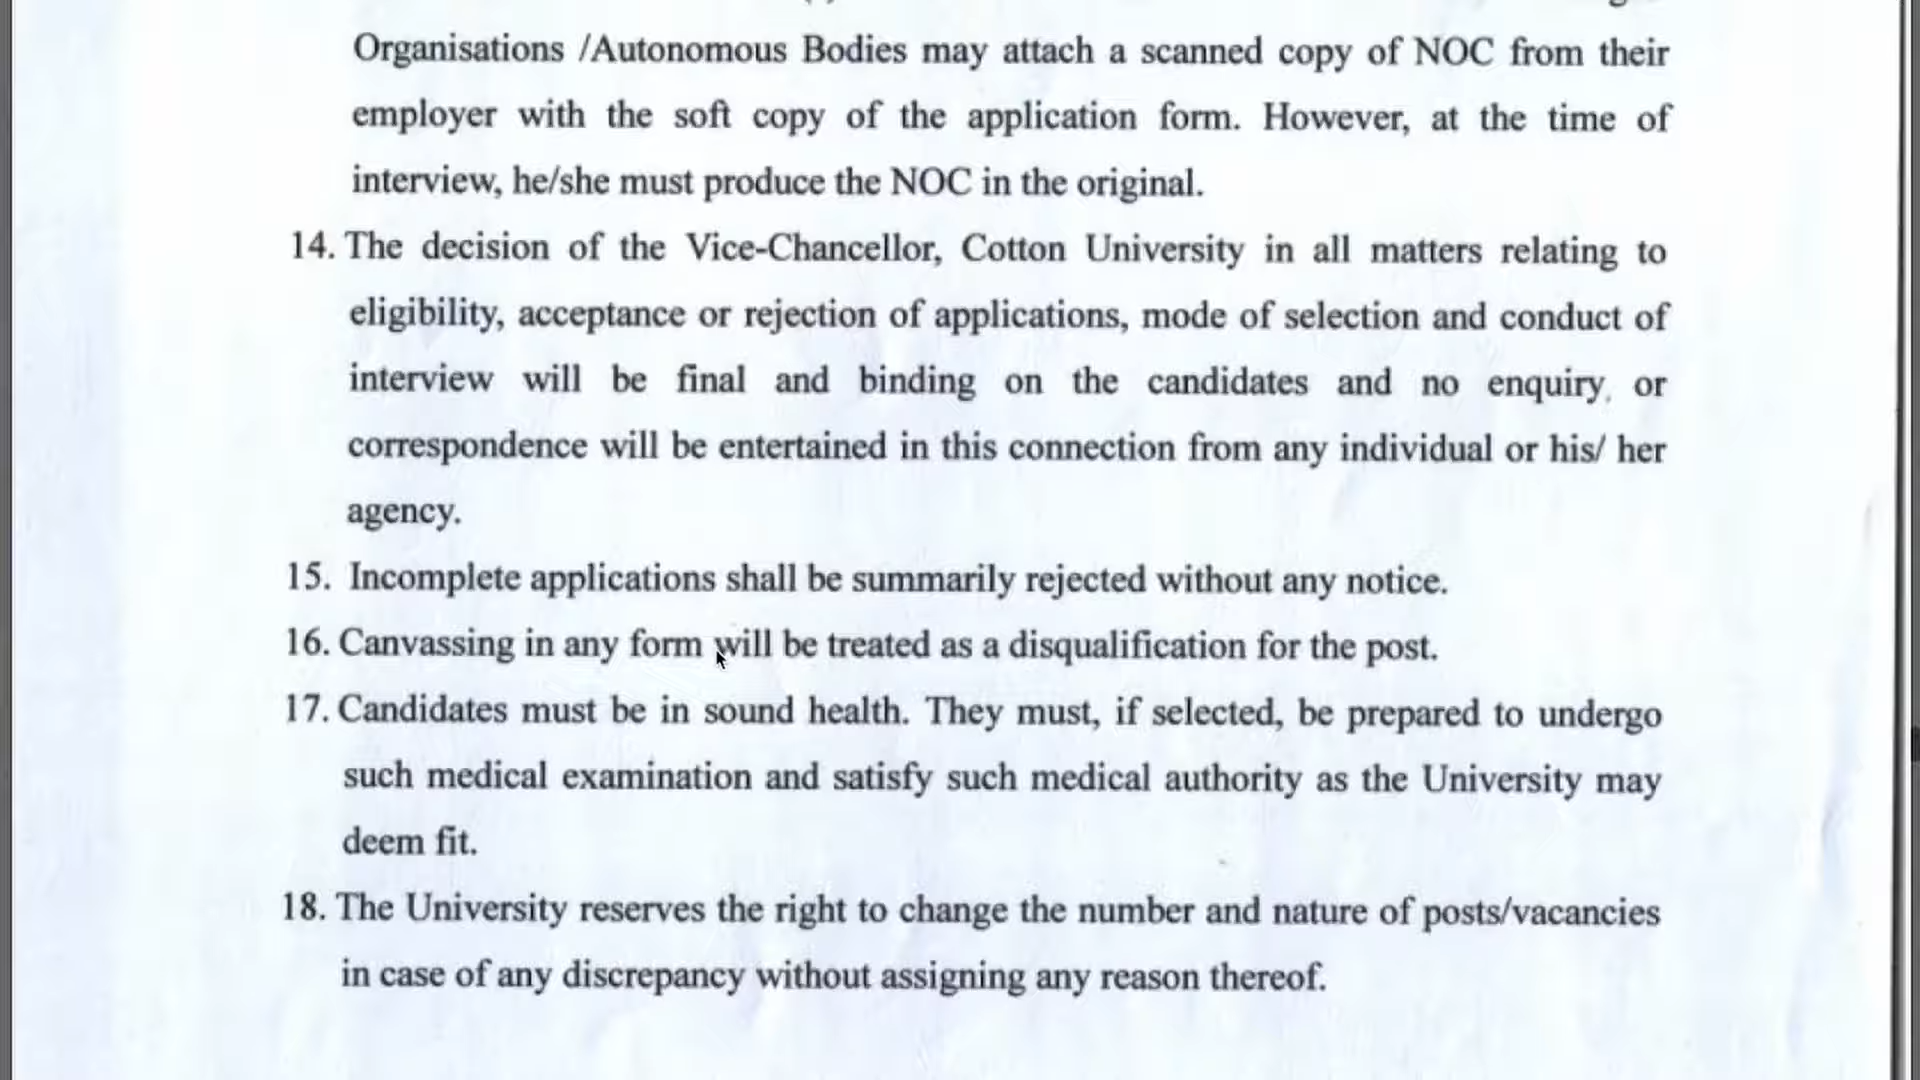 Organisations /Autonomous Bodies may attach a scanned copy of NOC from their
employer with the soft copy of the application form. However, at the time of
interview, he/she must produce the NOC in the original.
14. The decision of the Vice-Chancellor, Cotton University in all matters relating to
eligibility, acceptance or rejection of applications, mode of selection and conduct of
interview will be final and binding on the candidates and no enquiry or
correspondence will be entertained in this connection from any individual or his/ her
agency.
15. Incomplete applications shall be summarily rejected without any notice.
16. Canvassing in any form will be treated as a disqualification for the post.
17. Candidates must be in sound health. They must, if selected, be prepared to undergo
such medical examination and satisfy such medical authority as the University may
deem fit.
18. The University reserves the right to change the number and nature of posts/vacancies
in case of any discrepancy without assigning any reason thereof.